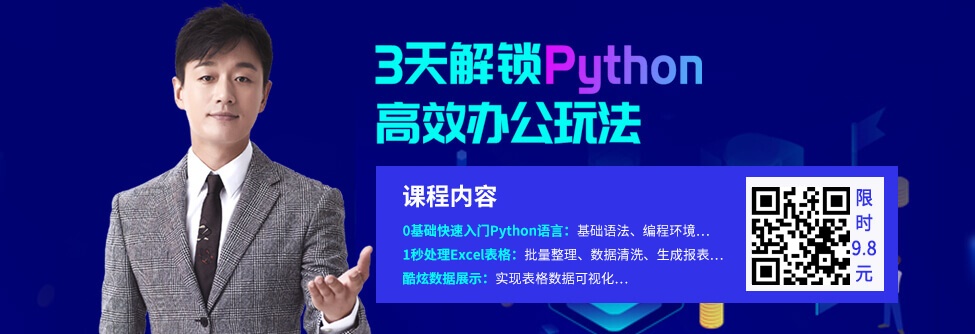 3天解锁Python
高效办公玩法
课程内容
0基础快速入门Python语言：基础语法、编程环境...
1秒处理Excel表格：批量整理、数据清洗、生成报表...
酷炫数据展示：实现表格数据可视化...
限时9.8元